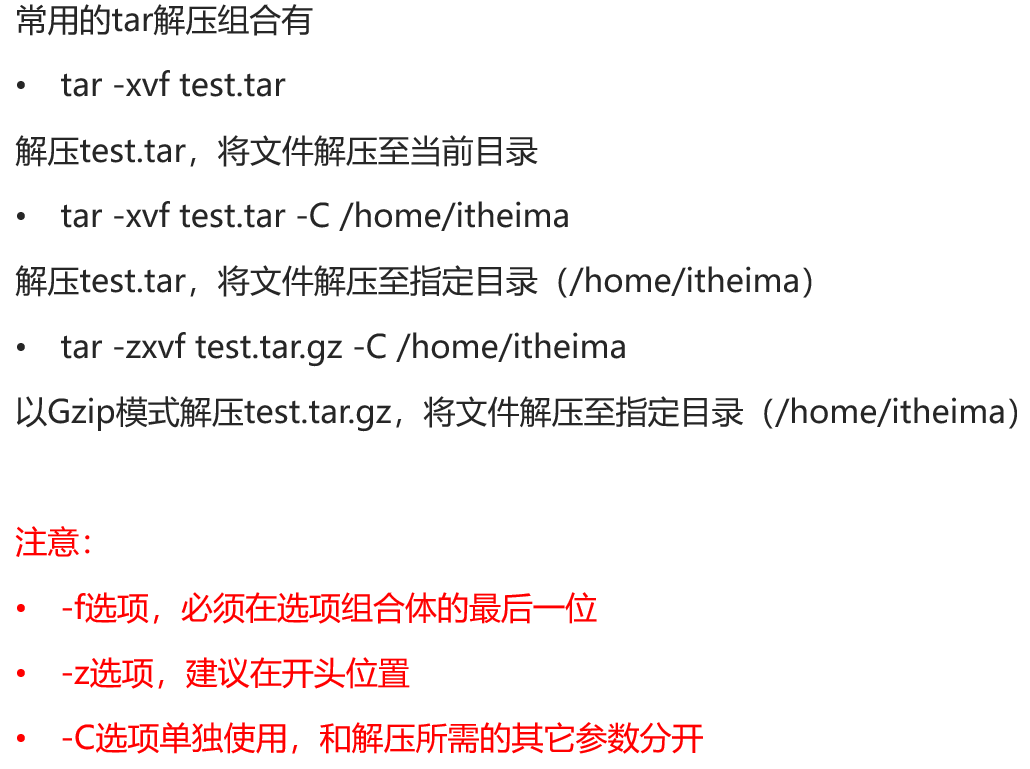 常用的tar解压组合有
• tar -xvf test.tar
解压test.tar，将文件解压至当前目录
• tar -xvf test.tar -C /home/itheima
解压test.tar，将文件解压至指定目录（/home/itheima）
• tar -zxvf test.tar.gz -C /home/itheima
以Gzip模式解压test.tar.gz，将文件解压至指定目录（/home/itheima）
注意：
• -f选项，必须在选项组合体的最后一位
• -z选项，建议在开头位置
• -C选项单独使用，和解压所需的其它参数分开